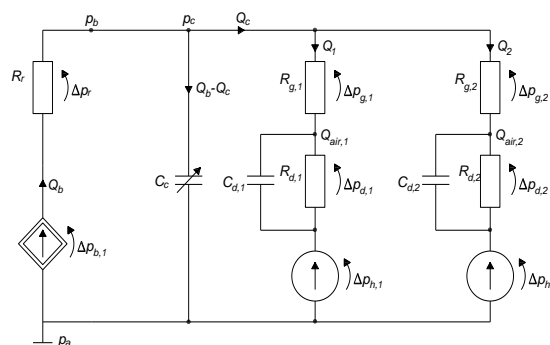 p_b
p_c
Q_c
Q_1
Q_2
R_r
Δp_r
Q_b-Q_c
R_g,1
Δp_g,1
R_g,2
Δp_g,2
Q_air,1
Q_air,2
Q_b
C_c
C_d,1
R_d,1
Δp_d,1
C_d,2
R_d,2
Δp_d,2
Δp_b,1
Δp_h,1
Δp_h
p_a